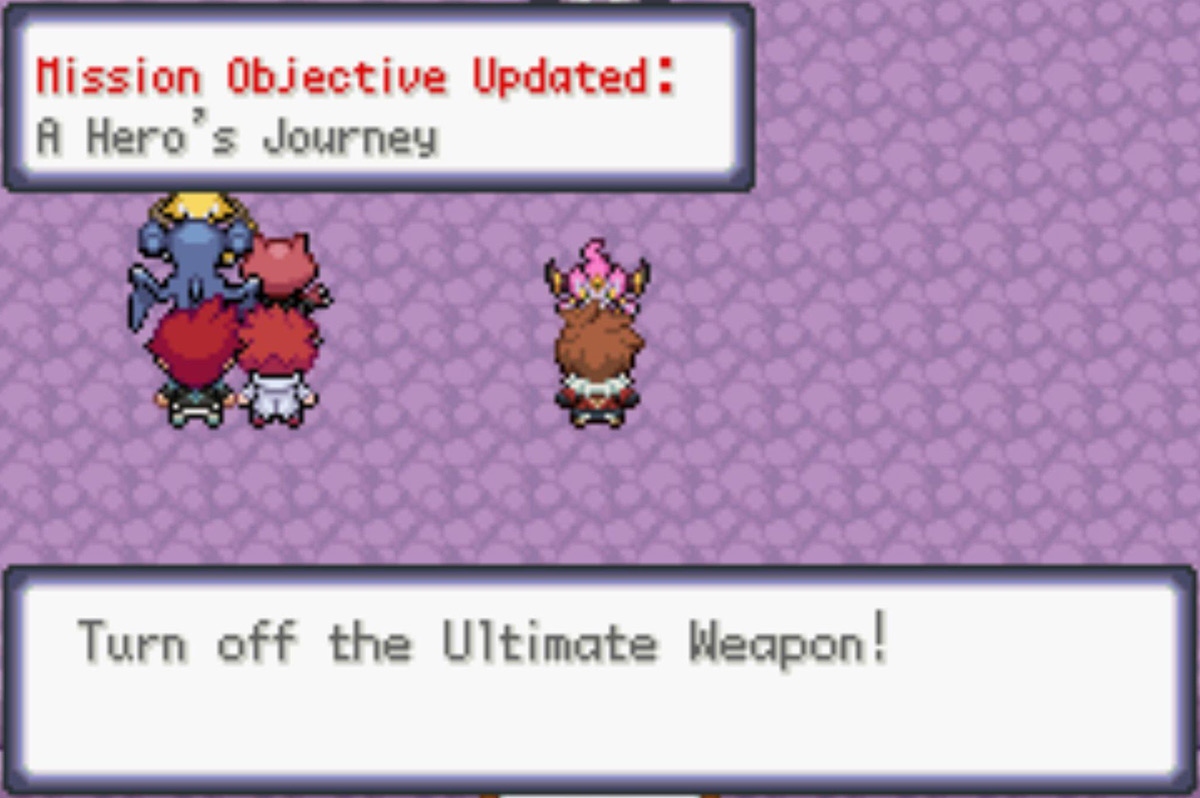 Mission Objective Updated:
A Hero's Journey
Turn off the Ultimate Weapon!